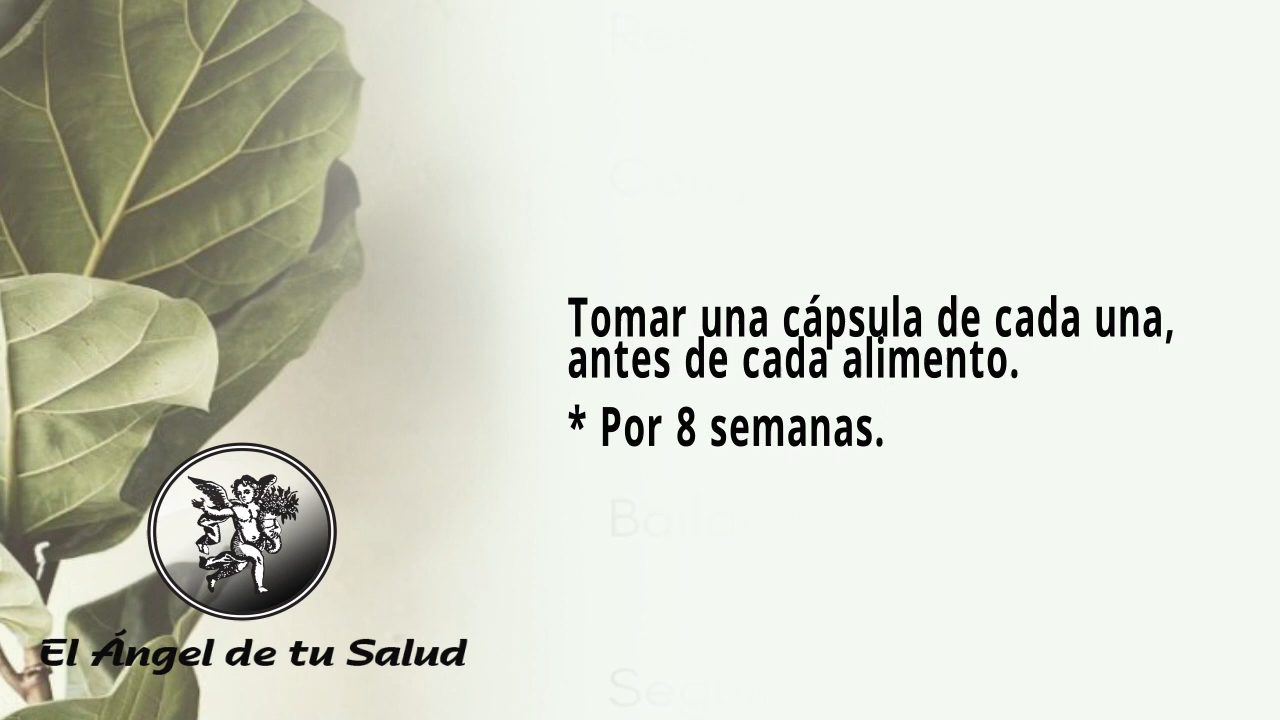 Tomar una cápsula de cada una,
antes de cada alimento.
* Por 8 semanas.
El Ángel de tu Salud